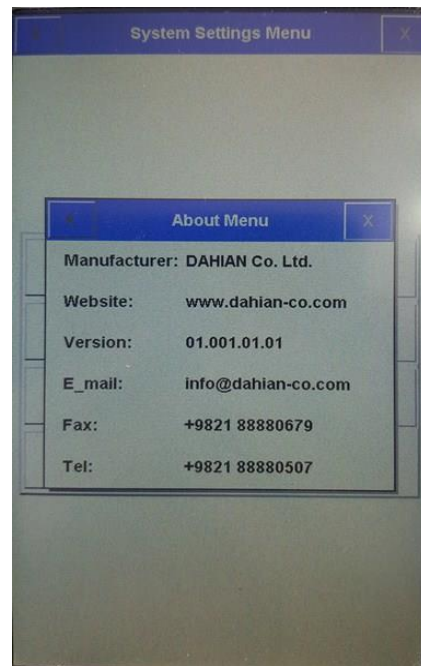 System Settings Menu
X
About Menu
X
Manufacturer: DAHIAN Co. Ltd.
Website: www.dahian-co.com
Version: 01.001.01.01
E_mail: info@dahian-co.com
Fax: +9821 88880679
Tel: +9821 88880507